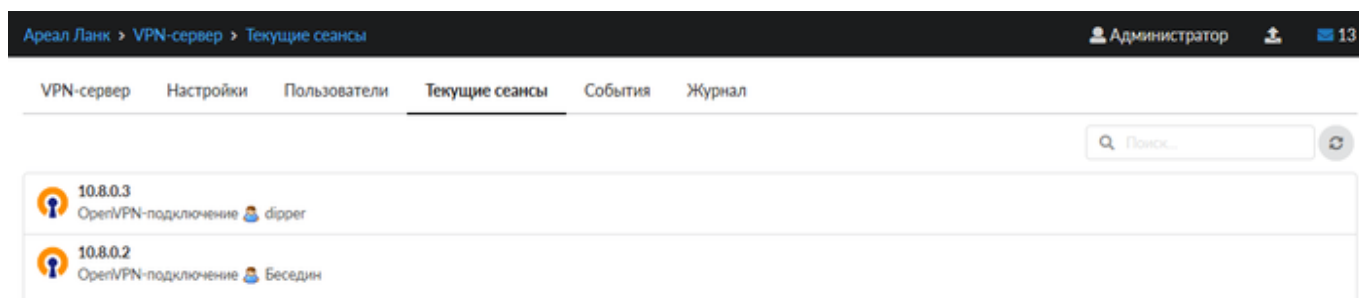 Ареал Ланк > VPN-сервер > Текущие сеансы Администратор 13
VPN-сервер Настройки Пользователи Текущие сеансы События Журнал
Поиск...
10.8.0.3
OpenVPN-подключение dipper
10.8.0.2
OpenVPN-подключение Беседин